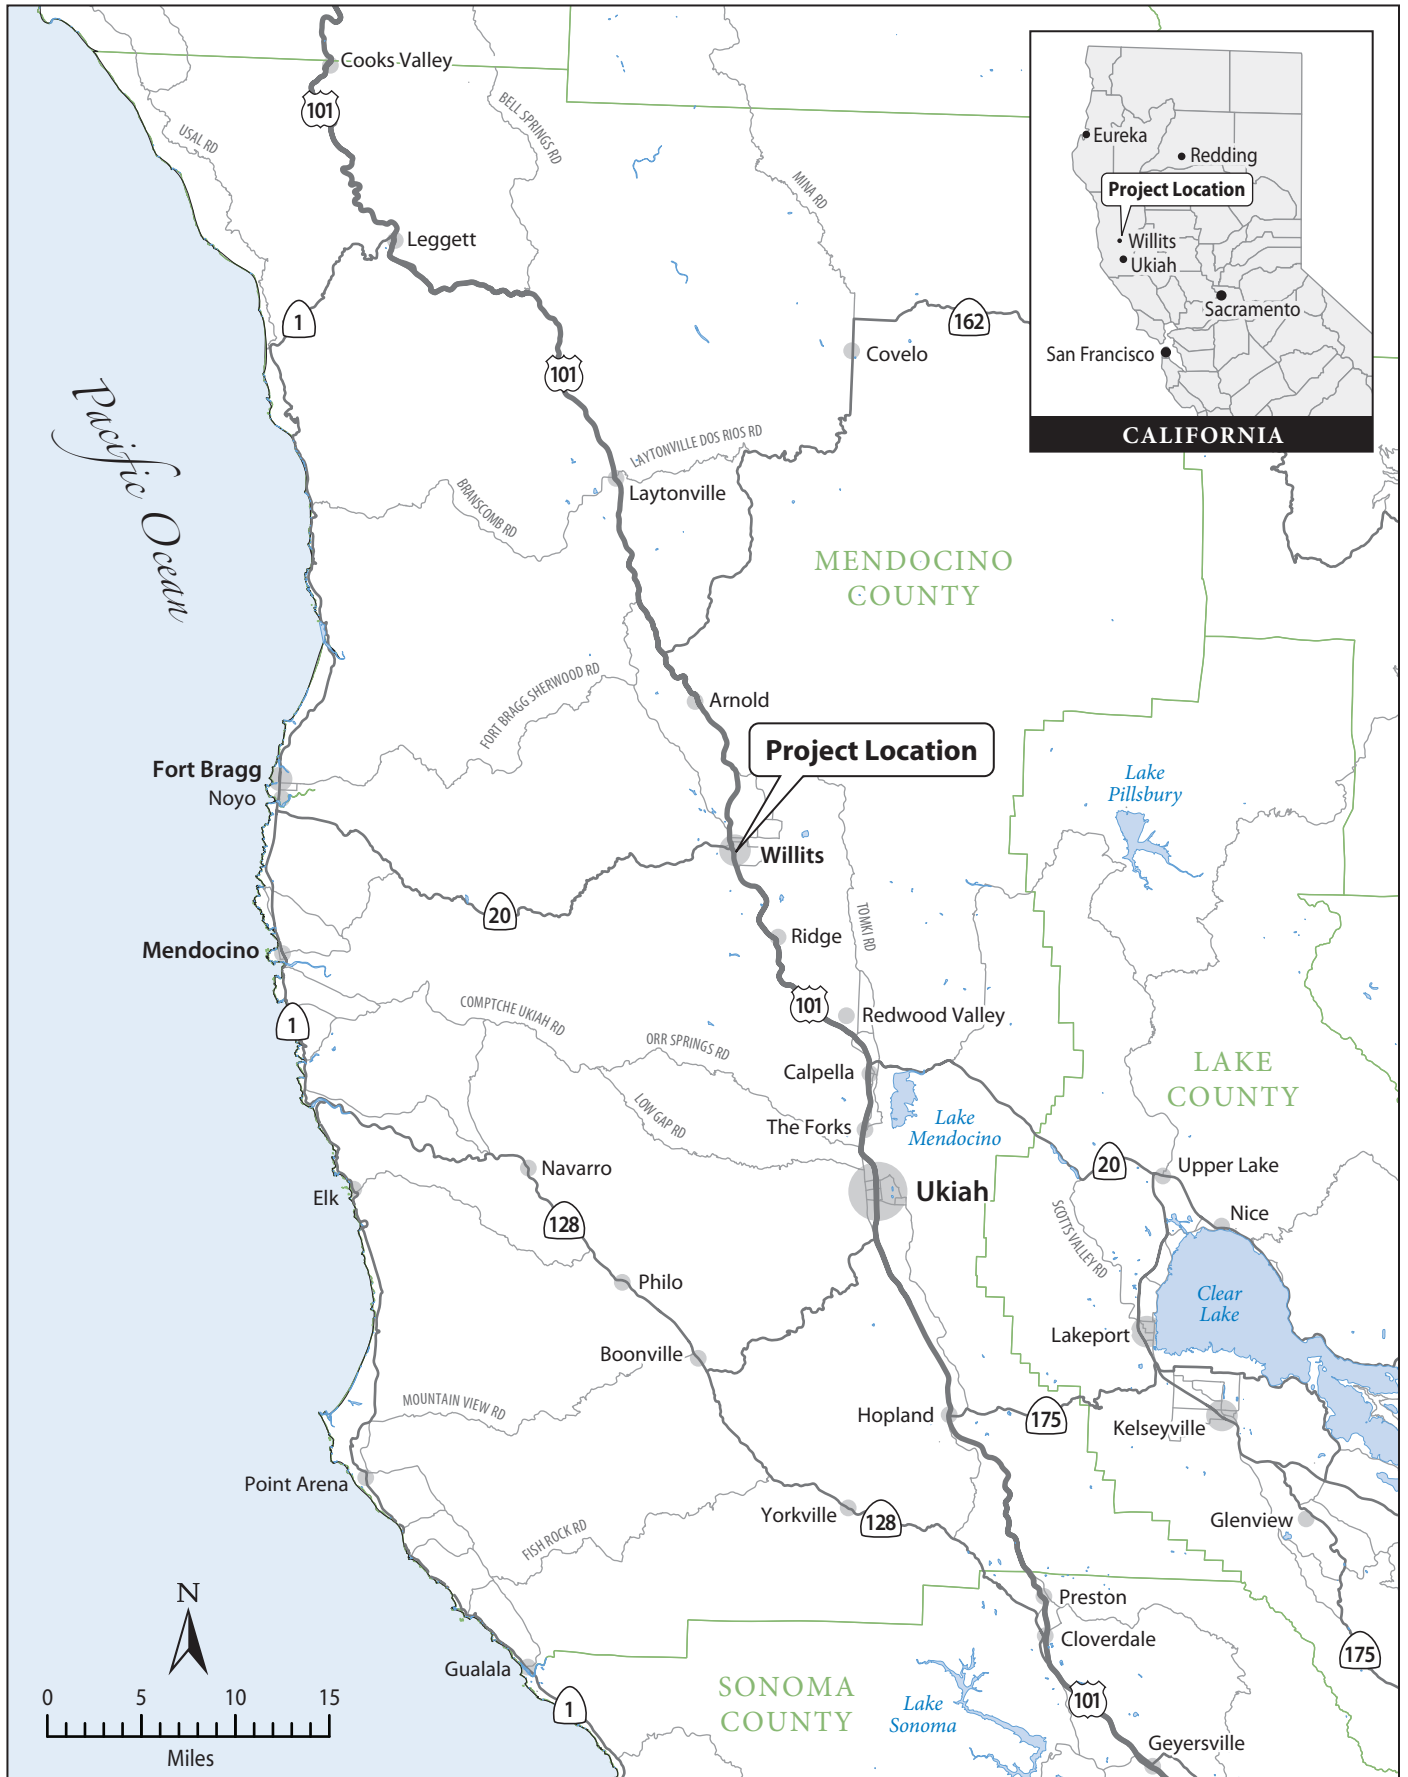 Cooks Valley
101
USAL RD
BELL SPRINGS RD
MINA RD
Leggett
1
101
162
Covelo
Eureka
Redding
Project Location
Willits
Ukiah
Sacramento
San Francisco
CALIFORNIA
Pacific Ocean
LAYTONVILLE DOS RIOS RD
Laytonville
BRANSCOMB RD
MENDOCINO
COUNTY
FORT BRAGG SHERWOOD RD
Arnold
Project Location
Fort Bragg
Noyo
Lake
Pillsbury
Willits
20
TOMKI RD
Ridge
Mendocino
1
COMPTCHE UKIAH RD
101
Redwood Valley
ORR SPRINGS RD
Calpella
LAKE
COUNTY
LOW GAP RD
The Forks
Lake
Mendocino
Navarro
Ukiah
20
Upper Lake
Elk
128
SCOTTS VALLEY RD
Nice
Philo
Clear
Lake
Boonville
Lakeport
MOUNTAIN VIEW RD
Hopland
175
Kelseyville
Point Arena
Yorkville
128
Glenview
FISH ROCK RD
N
Preston
Cloverdale
175
Gualala
SONOMA
COUNTY
Lake
Sonoma
101
1
Geyersville
0 5 10 15
Miles